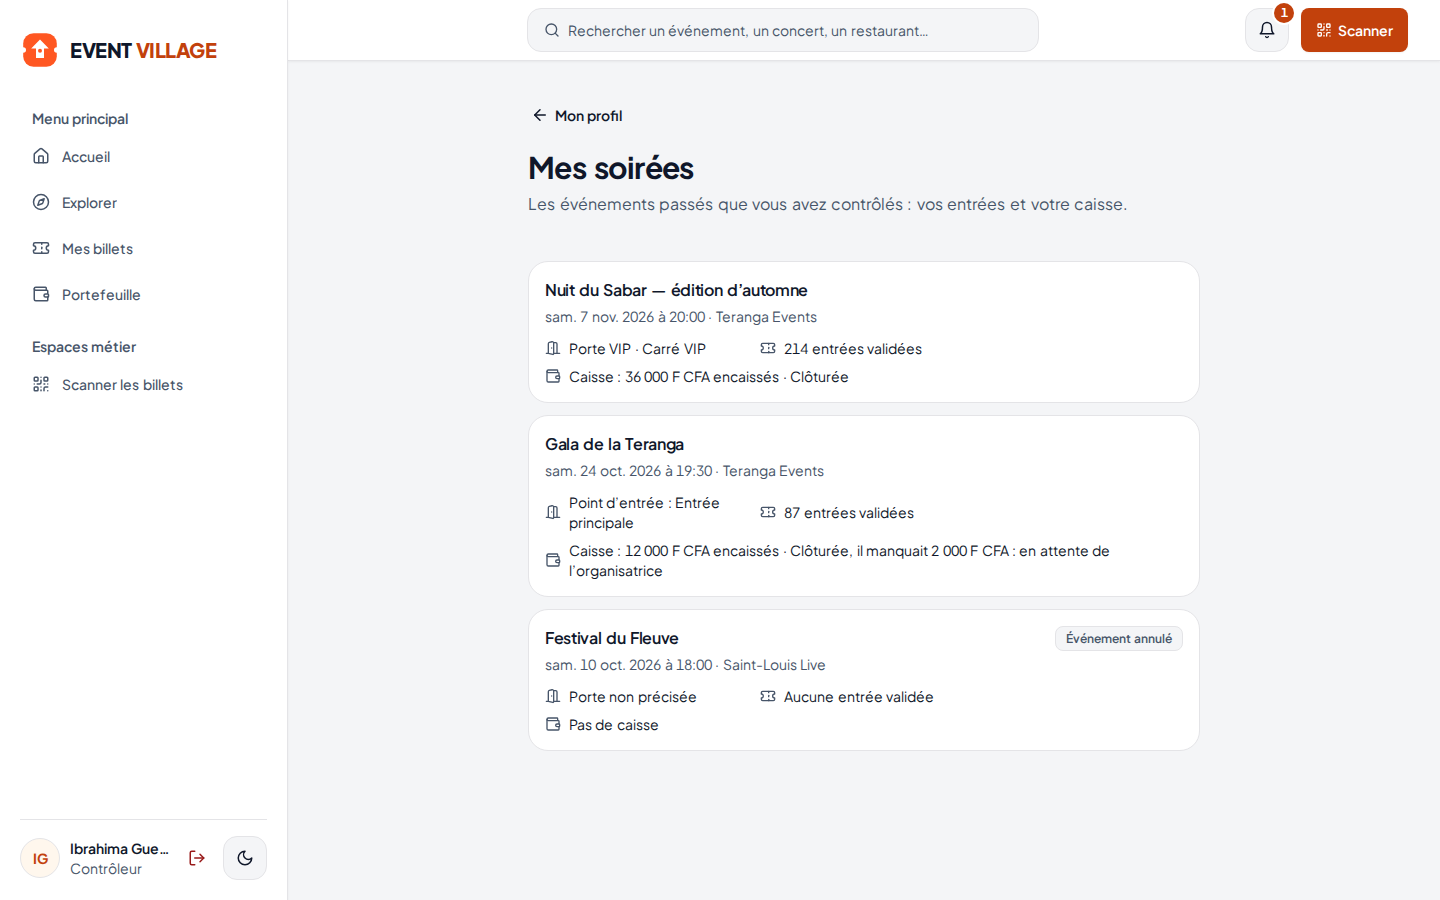 EVENT VILLAGE
Rechercher un événement, un concert, un restaurant…
1
Scanner
Menu principal
Accueil
Explorer
Mes billets
Portefeuille
Espaces métier
Scanner les billets
IG
Ibrahima Gue…
Contrôleur
Mon profil
Mes soirées
Les événements passés que vous avez contrôlés : vos entrées et votre caisse.
Nuit du Sabar — édition d’automne
sam. 7 nov. 2026 à 20:00 · Teranga Events
Porte VIP · Carré VIP
214 entrées validées
Caisse : 36 000 F CFA encaissés · Clôturée
Gala de la Teranga
sam. 24 oct. 2026 à 19:30 · Teranga Events
Point d’entrée : Entrée
principale
87 entrées validées
Caisse : 12 000 F CFA encaissés · Clôturée, il manquait 2 000 F CFA : en attente de
l’organisatrice
Festival du Fleuve
Événement annulé
sam. 10 oct. 2026 à 18:00 · Saint-Louis Live
Porte non précisée
Aucune entrée validée
Pas de caisse